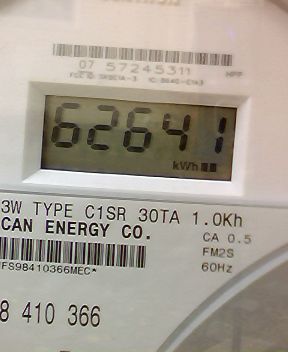 07 57245311
HPP
62641
kWh
3W TYPE C1SR 30TA 1.0Kh
CAN ENERGY CO.
CA 0.5
FM2S
60Hz
FS98410366MEC*
8 410 366